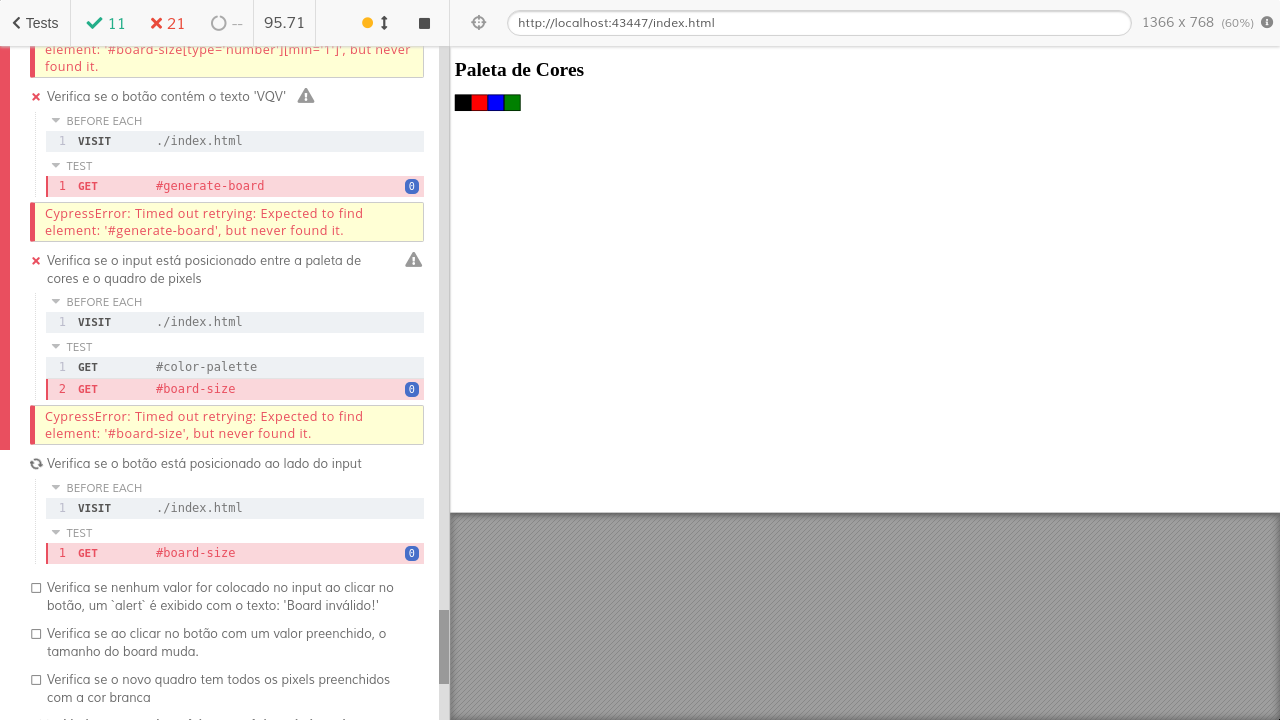 Tests
11
21
--
95.71
http://localhost:43447/index.html
1366 x 768 (60%)
element: '#board-size[type='number'][min='1']', but never
found it.
Verifica se o botão contém o texto 'VQV'
BEFORE EACH
1 VISIT ./index.html
TEST
1 GET #generate-board 0
CypressError: Timed out retrying: Expected to find
element: '#generate-board', but never found it.
Verifica se o input está posicionado entre a paleta de
cores e o quadro de pixels
BEFORE EACH
1 VISIT ./index.html
TEST
1 GET #color-palette
2 GET #board-size 0
CypressError: Timed out retrying: Expected to find
element: '#board-size', but never found it.
Verifica se o botão está posicionado ao lado do input
BEFORE EACH
1 VISIT ./index.html
TEST
1 GET #board-size 0
Verifica se nenhum valor for colocado no input ao clicar no
botão, um `alert` é exibido com o texto: 'Board inválido!'
Verifica se ao clicar no botão com um valor preenchido, o
tamanho do board muda.
Verifica se o novo quadro tem todos os pixels preenchidos
com a cor branca
Paleta de Cores